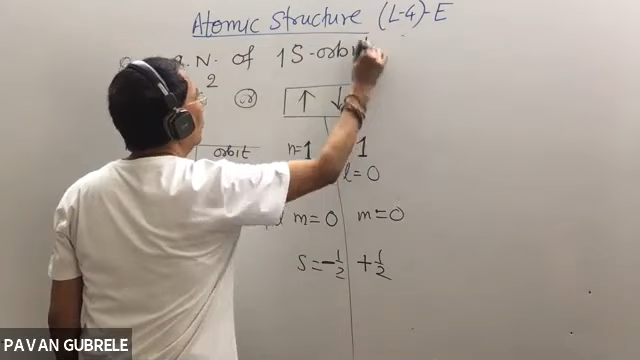 Atomic Structure (L-4)-E
Q.N. of 1S-orbi
2 or ↑ ↓
orbit n=1 1
l=0
m=0 m=0
S=-1/2 +1/2
PAVAN GUBRELE